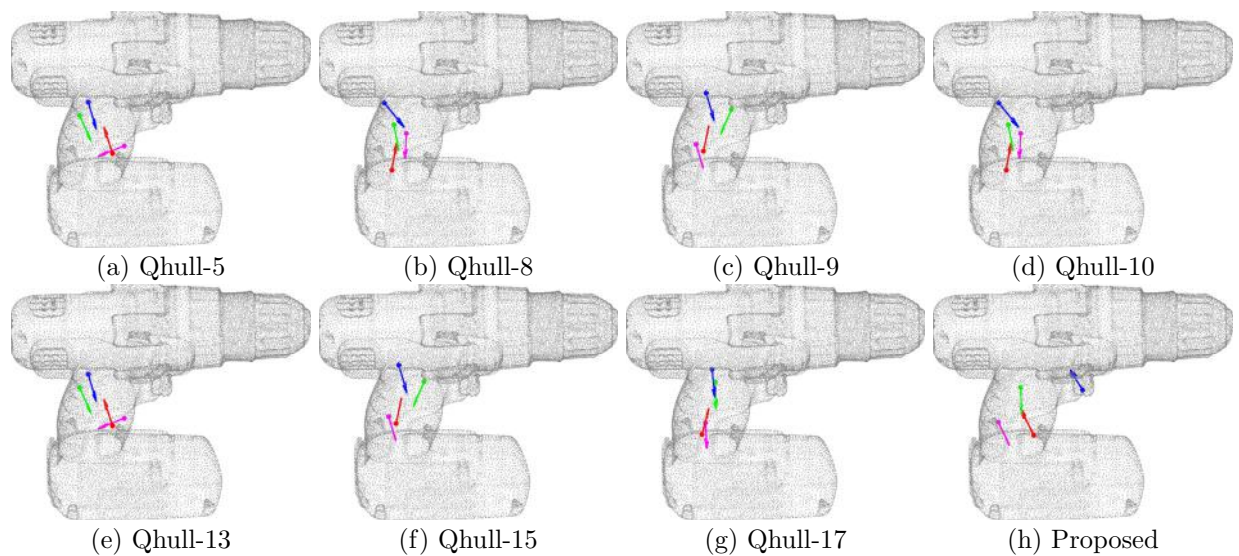 (a) Qhull-5
(b) Qhull-8
(c) Qhull-9
(d) Qhull-10
(e) Qhull-13
(f) Qhull-15
(g) Qhull-17
(h) Proposed